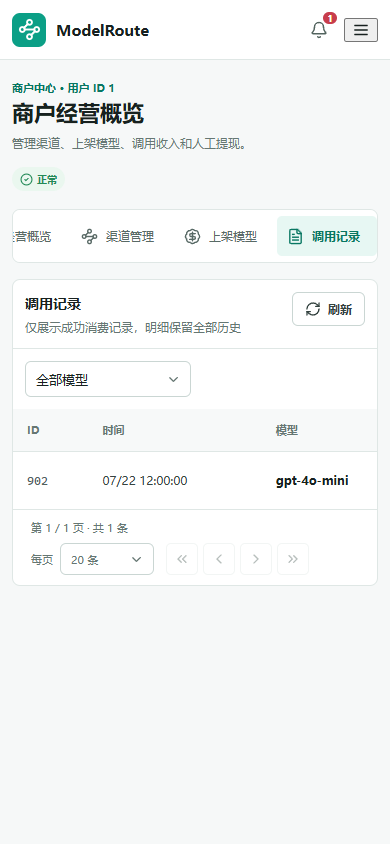 ModelRoute
1
商户中心 • 用户 ID 1
商户经营概览
管理渠道、上架模型、调用收入和人工提现。
正常
营概览 渠道管理 上架模型 调用记录
调用记录
仅展示成功消费记录，明细保留全部历史
刷新
全部模型
ID 时间 模型
902 07/22 12:00:00 gpt-4o-mini
第 1 / 1 页 · 共 1 条
每页 20 条